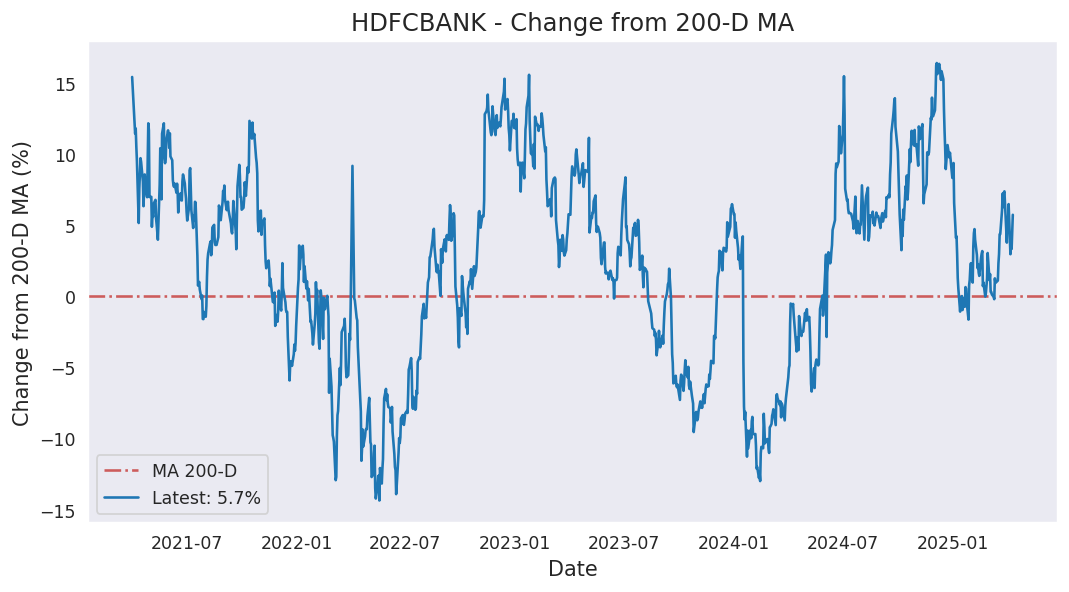 HDFCBANK - Change from 200-D MA
Change from 200-D MA (%)
15
10
5
0
−5
−10
−15
MA 200-D
Latest: 5.7%
2021-07 2022-01 2022-07 2023-01 2023-07 2024-01 2024-07 2025-01
Date